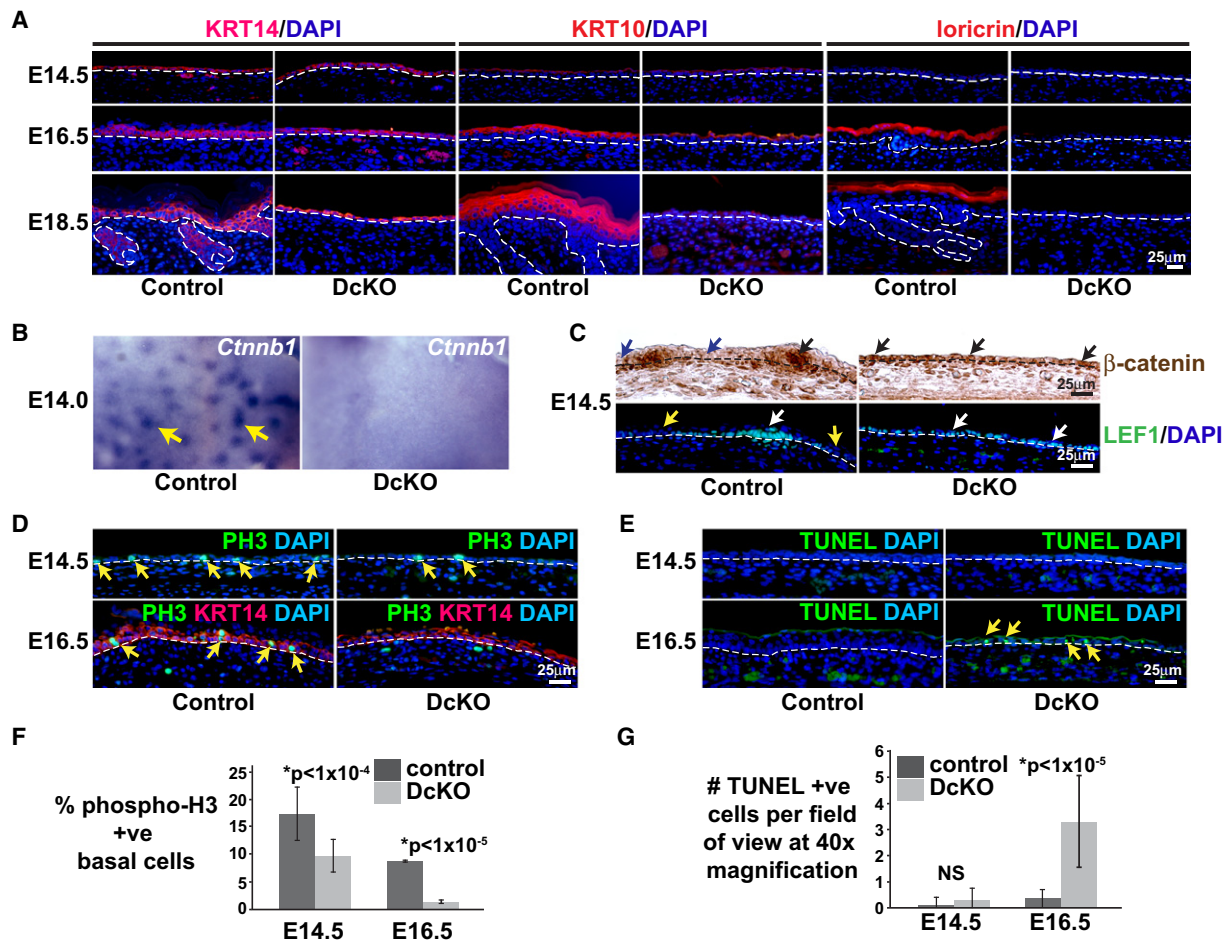 A
KRT14/DAPI KRT10/DAPI loricrin/DAPI
E14.5
E16.5
E18.5
25µm
Control DcKO Control DcKO Control DcKO
B
Ctnnb1 Ctnnb1
E14.0
Control DcKO
C
β-catenin
25µm 25µm
E14.5
LEF1/DAPI
25µm 25µm
Control DcKO
D
PH3 DAPI PH3 DAPI
E14.5
PH3 KRT14 DAPI PH3 KRT14 DAPI
E16.5
25µm 25µm
Control DcKO
E
TUNEL DAPI TUNEL DAPI
E14.5
TUNEL DAPI TUNEL DAPI
E16.5
25µm
Control DcKO
F
% phospho-H3
+ve
basal cells
25
20
15
10
5
0
*p<1x10⁻⁴
control
DcKO
*p<1x10⁻⁵
E14.5 E16.5
G
# TUNEL +ve
cells per field
of view at 40x
magnification
6
5
4
3
2
1
0
control
DcKO
*p<1x10⁻⁵
NS
E14.5 E16.5